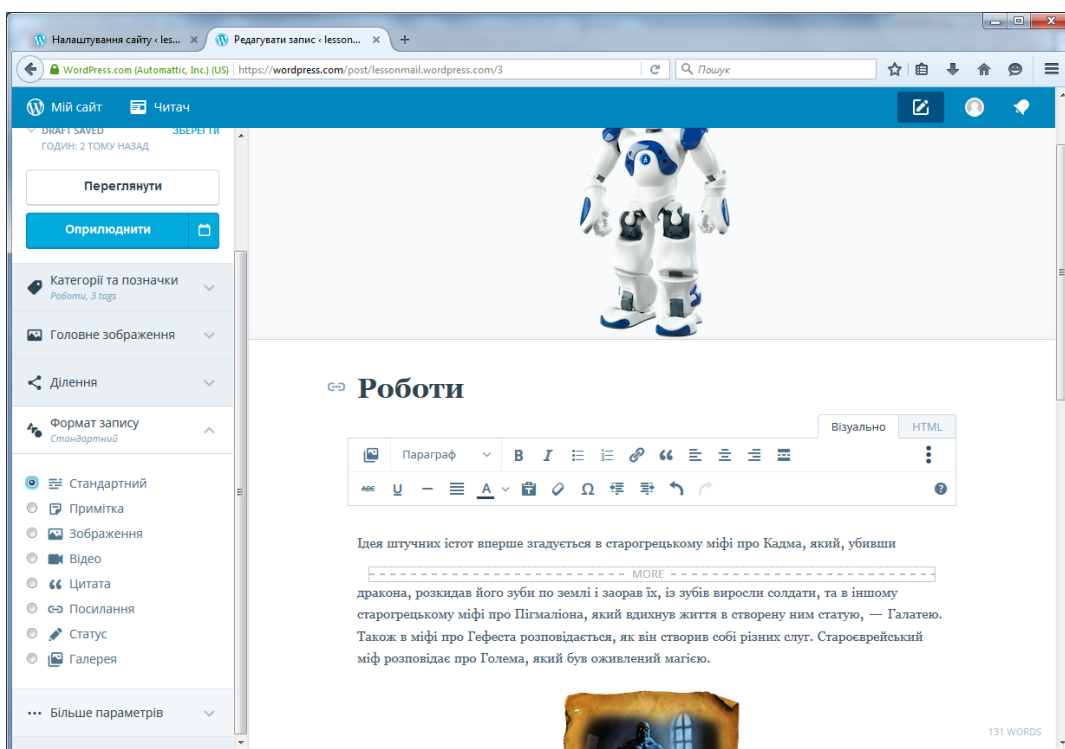 Налаштування сайту ‹ les...
Редагувати запис ‹ lesson...
WordPress.com (Automattic, Inc.) (US)
https://wordpress.com/post/lessonmail.wordpress.com/3
Пошук
Мій сайт
Читач
DRAFT SAVED
ЗБЕРЕГТИ
ГОДИН: 2 ТОМУ НАЗАД
Переглянути
Оприлюднити
Категорії та позначки
Роботи, 3 tags
Головне зображення
Ділення
Формат запису
Стандартний
Стандартний
Примітка
Зображення
Відео
Цитата
Посилання
Статус
Галерея
Більше параметрів
Роботи
Візуально
HTML
Параграф
B I
ABC U A Ω
Ідея штучних істот вперше згадується в старогрецькому міфі про Кадма, який, убивши
MORE
дракона, розкидав його зуби по землі і заорав їх, із зубів виросли солдати, та в іншому
старогрецькому міфі про Пігмаліона, який вдихнув життя в створену ним статую, — Галатею.
Також в міфі про Гефеста розповідається, як він створив собі різних слуг. Староєврейський
міф розповідає про Голема, який був оживлений магією.
131 WORDS